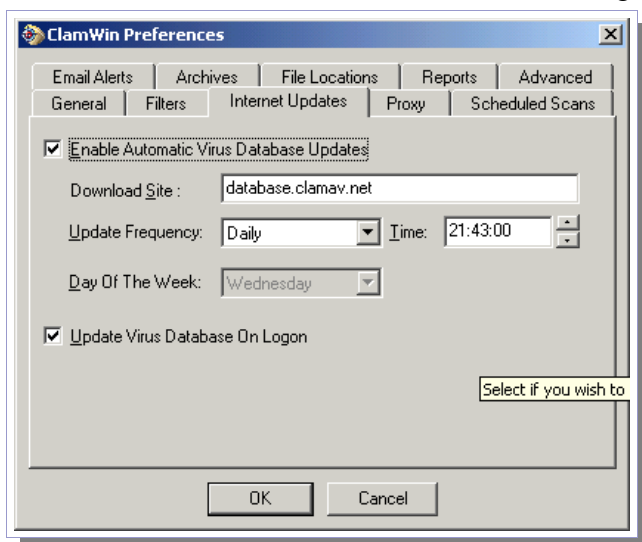 ClamWin Preferences
Email Alerts Archives File Locations Reports Advanced
General Filters Internet Updates Proxy Scheduled Scans
Enable Automatic Virus Database Updates
Download Site : database.clamav.net
Update Frequency: Daily Time: 21:43:00
Day Of The Week: Wednesday
Update Virus Database On Logon
Select if you wish to
OK Cancel